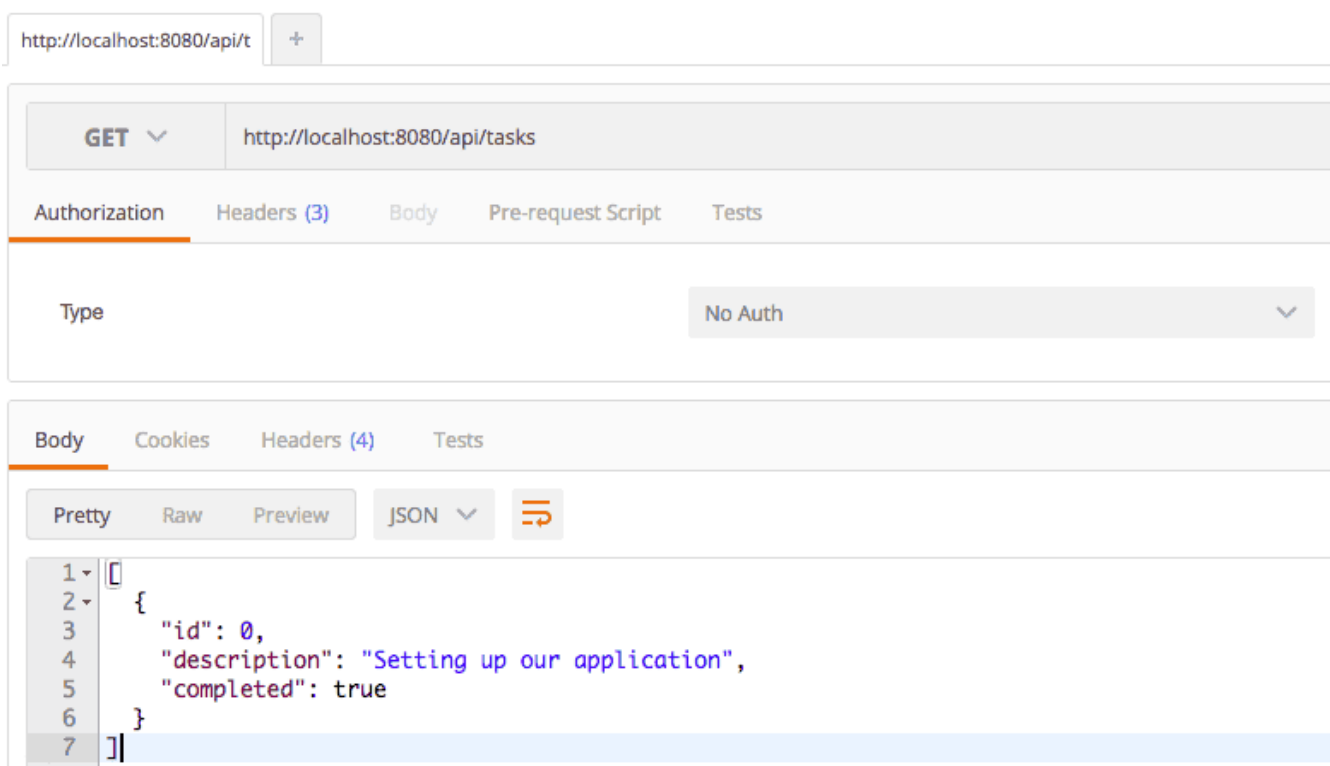 http://localhost:8080/api/t +
GET http://localhost:8080/api/tasks
Authorization Headers (3) Body Pre-request Script Tests
Type No Auth
Body Cookies Headers (4) Tests
Pretty Raw Preview JSON
1 [
2 {
3 "id": 0,
4 "description": "Setting up our application",
5 "completed": true
6 }
7 ]